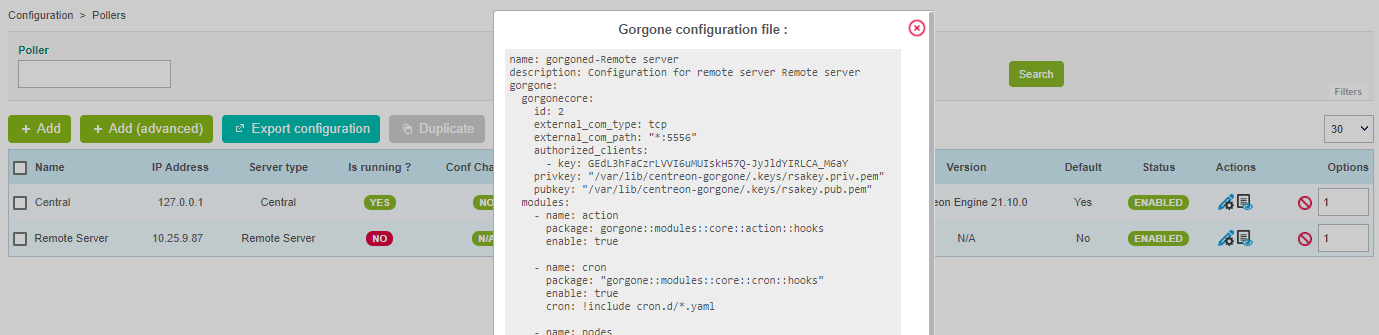 Configuration > Pollers
Gorgone configuration file :
Poller
Search
Filters
+ Add
+ Add (advanced)
Export configuration
Duplicate
30
name: gorgoned-Remote server
description: Configuration for remote server Remote server
gorgone:
gorgonecore:
id: 2
external_com_type: tcp
external_com_path: "*:5556"
authorized_clients:
- key: GEdL3hFaCzrLVVI6uMUIskH57Q-JyJldYIRLCA_M6aY
privkey: "/var/lib/centreon-gorgone/.keys/rsakey.priv.pem"
pubkey: "/var/lib/centreon-gorgone/.keys/rsakey.pub.pem"
modules:
- name: action
package: gorgone::modules::core::action::hooks
enable: true
- name: cron
package: "gorgone::modules::core::cron::hooks"
enable: true
cron: !include cron.d/*.yaml
- name: nodes
Name IP Address Server type Is running ? Conf Cha Version Default Status Actions Options
Central 127.0.0.1 Central YES NO eon Engine 21.10.0 Yes ENABLED 1
Remote Server 10.25.9.87 Remote Server NO N/A N/A No ENABLED 1